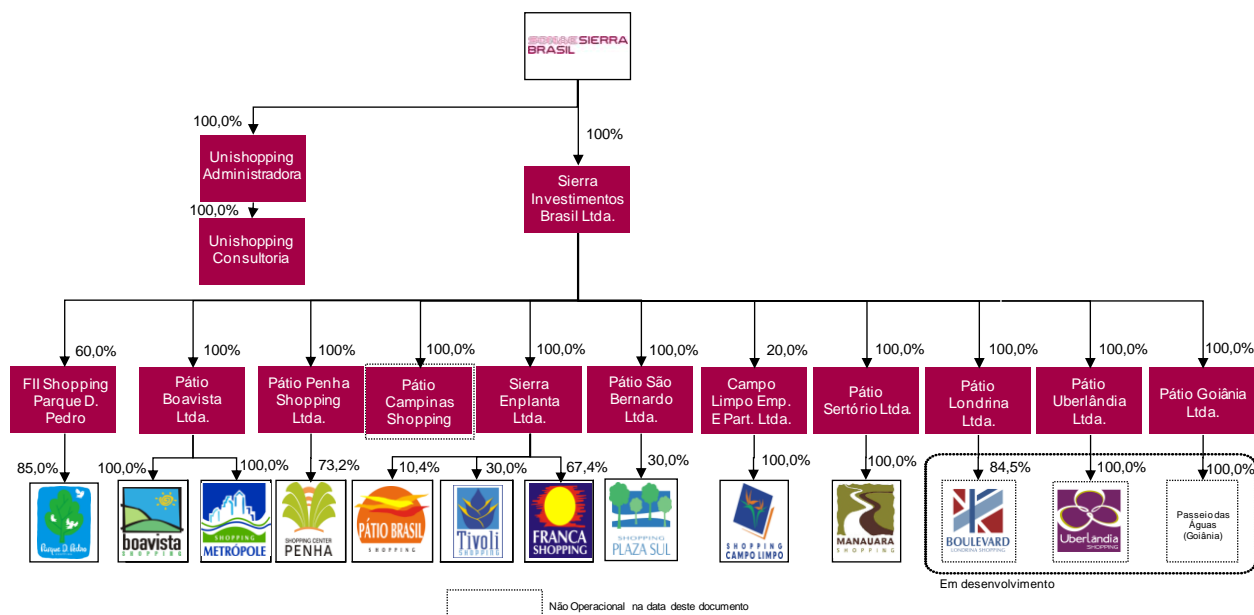 SONAE SIERRA
BRASIL
100,0%
100%
Unishopping
Administradora
Sierra
Investimentos
Brasil Ltda.
100,0%
Unishopping
Consultoria
60,0%
100%
100%
100,0%
100,0%
100,0%
20,0%
100,0%
100,0%
100,0%
100,0%
FII Shopping
Parque D.
Pedro
Pátio
Boavista
Ltda.
Pátio Penha
Shopping
Ltda.
Pátio
Campinas
Shopping
Sierra
Enplanta
Ltda.
Pátio São
Bernardo Ltda.
Campo
Limpo Emp.
E Part. Ltda.
Pátio
Sertório Ltda.
Pátio
Londrina
Ltda.
Pátio
Uberlândia
Ltda.
Pátio Goiânia
Ltda.
85,0%
100,0%
100,0%
73,2%
10,4%
30,0%
67,4%
30,0%
100,0%
100,0%
84,5%
100,0%
100,0%
Parque D. Pedro
boavista
SHOPPING
SHOPPING
METRÓPOLE
SHOPPING CENTER
PENHA
PÁTIO BRASIL
SHOPPING
Tivoli
SHOPPING
FRANCA
SHOPPING
SHOPPING
PLAZA SUL
SHOPPING
CAMPO LIMPO
MANAUARA
SHOPPING
BOULEVARD
LONDRINA SHOPPING
Uberlândia
SHOPPING
Passeio das
Águas
(Goiânia)
Em desenvolvimento
Não Operacional na data deste documento